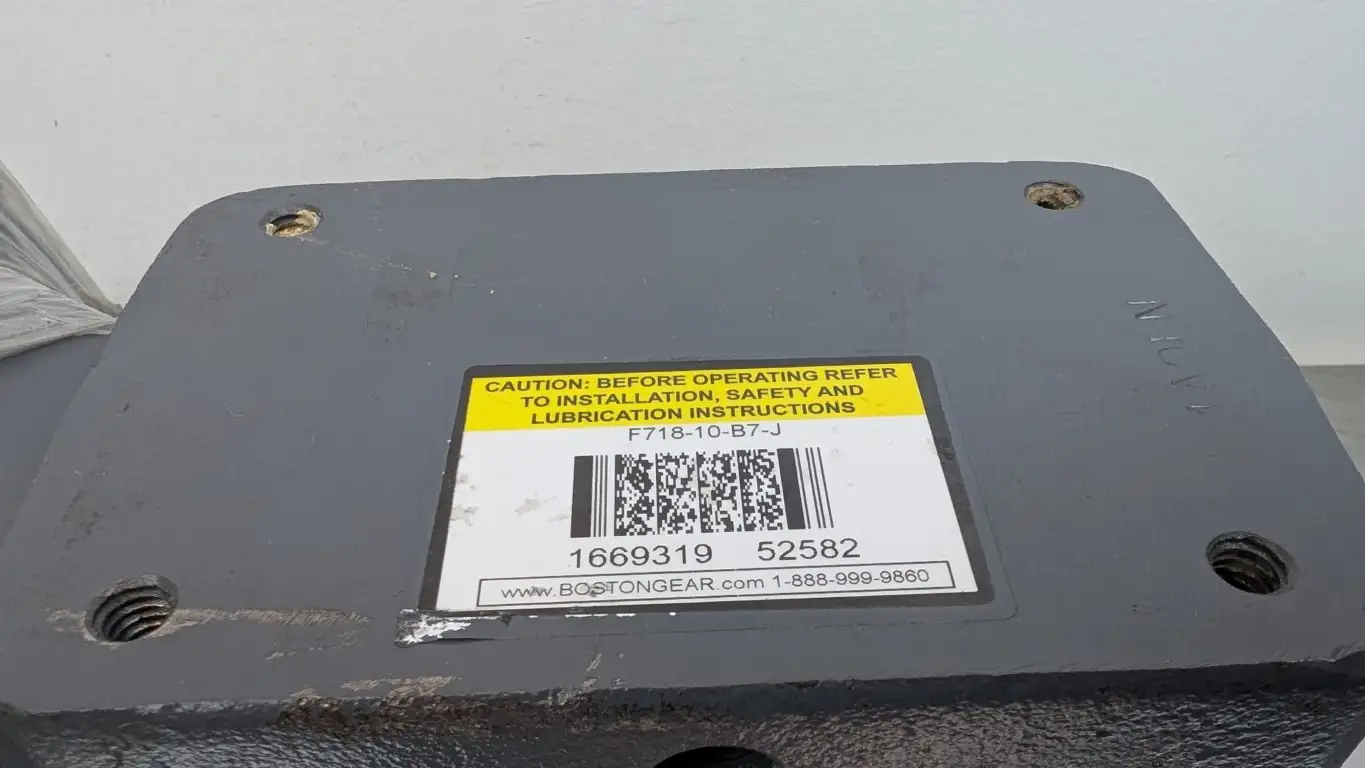 CAUTION: BEFORE OPERATING REFER
TO INSTALLATION, SAFETY AND
LUBRICATION INSTRUCTIONS
F718-10-B7-J
1669319 52582
www.BOSTONGEAR.com 1-888-999-9860